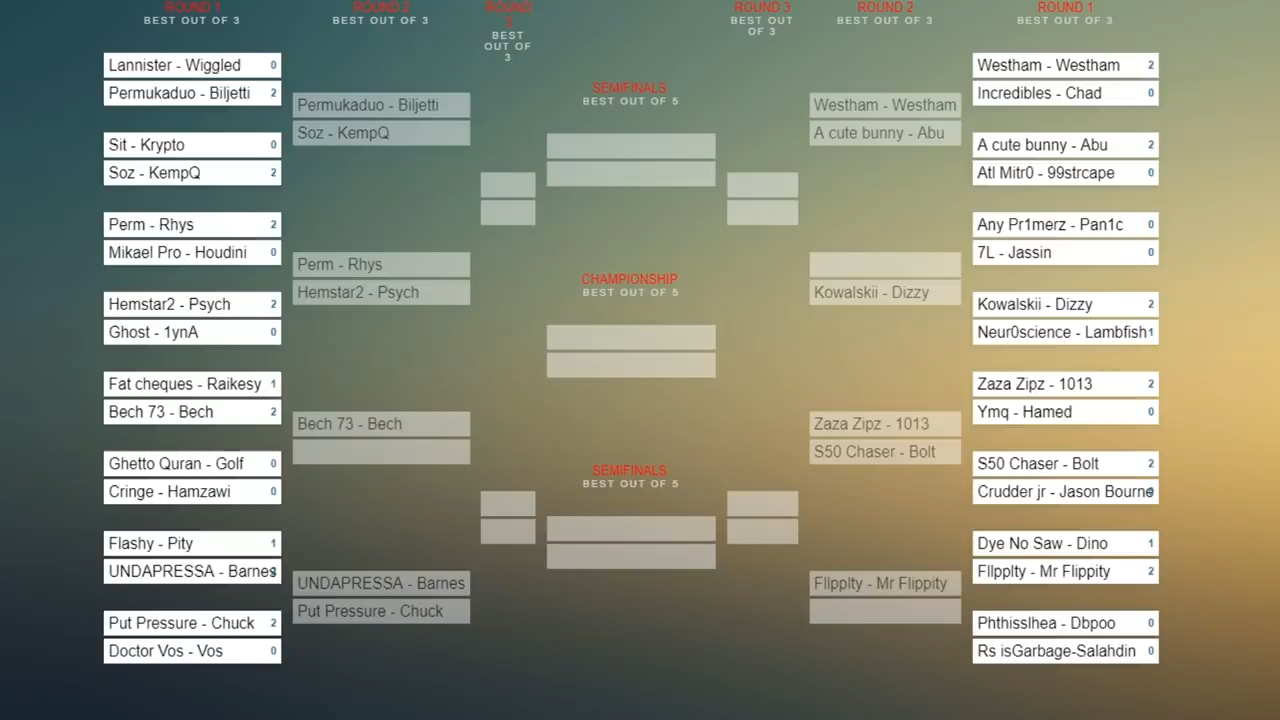 ROUND 1
BEST OUT OF 3
ROUND 2
BEST OUT OF 3
ROUND
3
BEST
OUT OF
3
ROUND 3
BEST OUT
OF 3
ROUND 2
BEST OUT OF 3
ROUND 1
BEST OUT OF 3
Lannister - Wiggled 0
Permukaduo - Biljetti 2
Sit - Krypto 0
Soz - KempQ 2
Perm - Rhys 2
Mikael Pro - Houdini 0
Hemstar2 - Psych 2
Ghost - 1ynA 0
Fat cheques - Raikesy 1
Bech 73 - Bech 2
Ghetto Quran - Golf 0
Cringe - Hamzawi 0
Flashy - Pity 1
UNDAPRESSA - Barnes
Put Pressure - Chuck 2
Doctor Vos - Vos 0
Permukaduo - Biljetti
Soz - KempQ
Perm - Rhys
Hemstar2 - Psych
Bech 73 - Bech
UNDAPRESSA - Barnes
Put Pressure - Chuck
SEMIFINALS
BEST OUT OF 5
CHAMPIONSHIP
BEST OUT OF 5
SEMIFINALS
BEST OUT OF 5
Westham - Westham
A cute bunny - Abu
Kowalskii - Dizzy
Zaza Zipz - 1013
S50 Chaser - Bolt
Fllpplty - Mr Flippity
Westham - Westham 2
Incredibles - Chad 0
A cute bunny - Abu 2
Atl Mitr0 - 99strcape 0
Any Pr1merz - Pan1c 0
7L - Jassin 0
Kowalskii - Dizzy 2
Neur0science - Lambfish 1
Zaza Zipz - 1013 2
Ymq - Hamed 0
S50 Chaser - Bolt 2
Crudder jr - Jason Bourne
Dye No Saw - Dino 1
Fllpplty - Mr Flippity 2
Phthisslhea - Dbpoo 0
Rs isGarbage-Salahdin 0